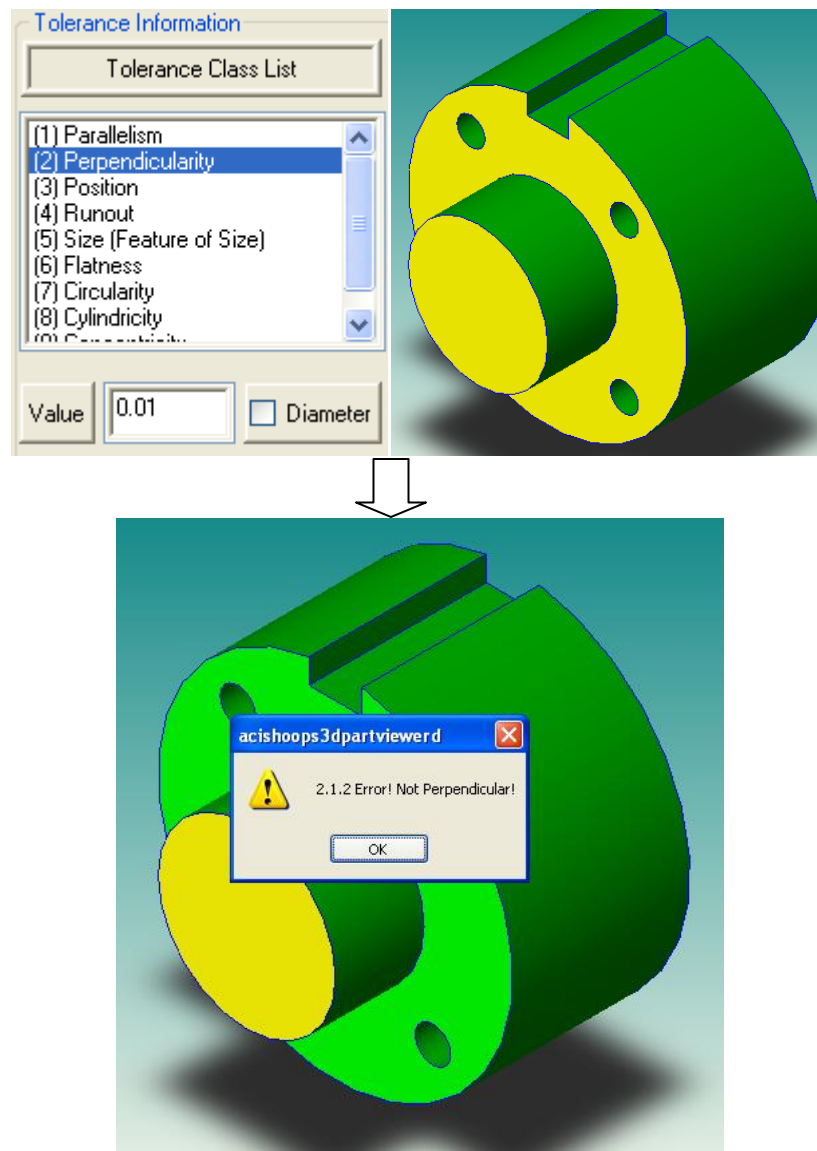 Tolerance Information
Tolerance Class List
(1) Parallelism
(2) Perpendicularity
(3) Position
(4) Runout
(5) Size (Feature of Size)
(6) Flatness
(7) Circularity
(8) Cylindricity
Value 0.01 Diameter
acishoops3dpartviewerd
2.1.2 Error! Not Perpendicular!
OK